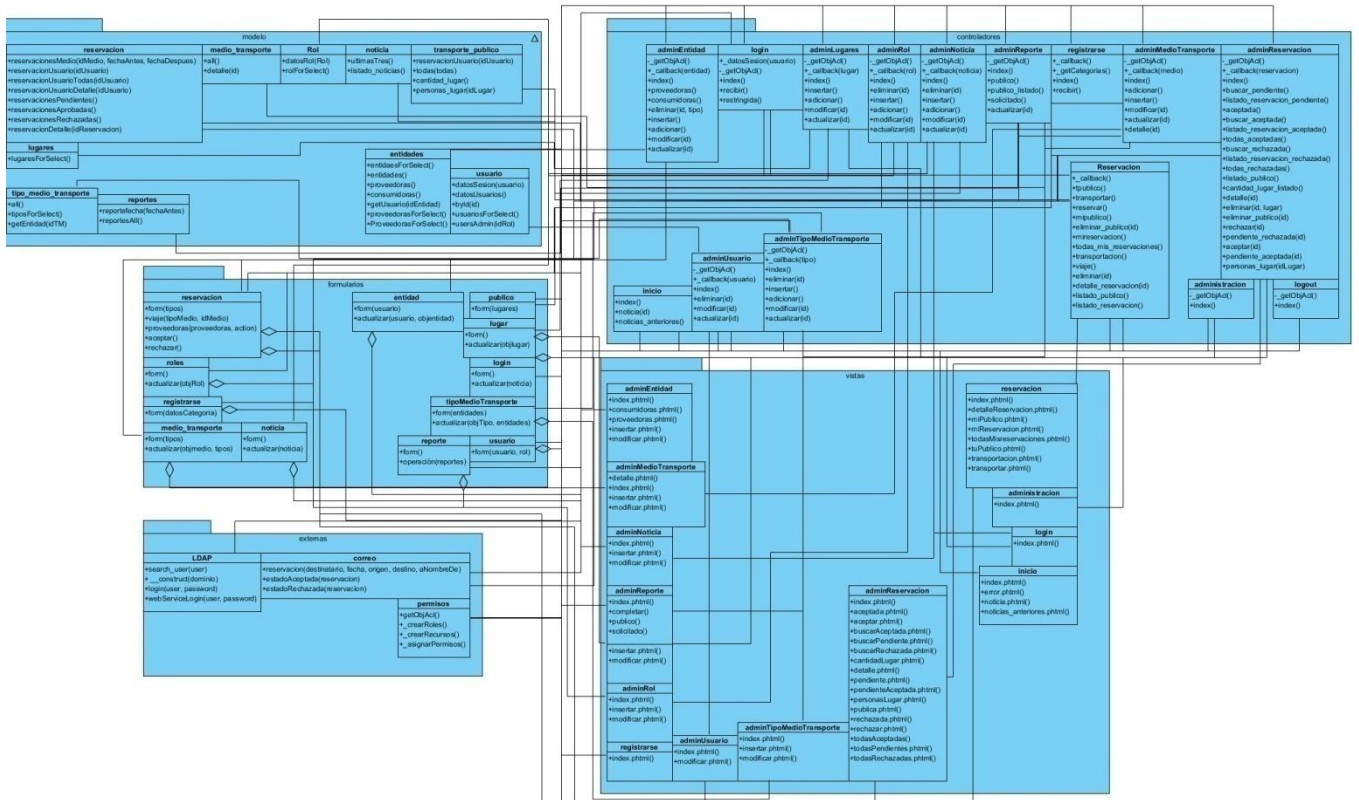 modelo
reservacion
+reservacionesMedio(idMedio, fechaAntes, fechaDespues)
+reservacionUsuario(idUsuario)
+reservacionUsuarioTodas(idUsuario)
+reservacionUsuarioDetalle(idUsuario)
+reservacionesPendientes()
+reservacionesAprobadas()
+reservacionesRechazadas()
+reservacionDetalle(idReservacion)
medio_transporte
+all()
+detalle(id)
Rol
+datosRol(Rol)
+rolForSelect()
noticia
+ultimasTres()
+listado_noticias()
transporte_publico
+reservacionUsuario(idUsuario)
+todas(todas)
+cantidad_lugar()
+personas_lugar(idLugar)
lugares
+lugaresForSelect()
tipo_medio_transporte
+all()
+tiposForSelect()
+getEntidad(idTM)
reportes
+reportefecha(fechaAntes)
+reportesAll()
entidades
+entidaesForSelect()
+entidades()
+proveedoras()
+consumidoras()
+getUsuario(idEntidad)
+proveedorasForSelect()
+ProveedorasForSelect()
usuario
+datosSesion(usuario)
+datosUsuarios()
+byId(id)
+usuariosForSelect()
+usersAdmin(idRol)
controladores
adminEntidad
-_getObjAcl()
+_callback(entidad)
+index()
+proveedoras()
+consumidoras()
+eliminar(id, tipo)
+insertar()
+adicionar()
+modificar(id)
+actualizar(id)
login
+_datosSesion(usuario)
-_getObjAcl()
+index()
+recibir()
+restringida()
adminLugares
-_getObjAcl()
+_callback(lugar)
+index()
+insertar()
+adicionar()
+modificar(id)
+actualizar(id)
adminRol
-_getObjAcl()
+_callback(rol)
+index()
+eliminar(id)
+insertar()
+adicionar()
+modificar(id)
+actualizar(id)
adminNoticia
-_getObjAcl()
+_callback(noticia)
+index()
+eliminar(id)
+insertar()
+adicionar()
+modificar(id)
+actualizar(id)
adminReporte
-_getObjAcl()
+index()
+publico()
+publico_listado()
+solicitado()
+actualizar(id)
registrarse
+_callback()
+_getCategorias()
+index()
+recibir()
adminMedioTransporte
-_getObjAcl()
+_callback(medio)
+index()
+eliminar(id)
+insertar()
+adicionar()
+modificar(id)
+actualizar(id)
+detalle(id)
adminReservacion
-_getObjAcl()
+_callback(reservacion)
+index()
+buscar_pendiente()
+listado_reservacion_pendiente()
+aceptada()
+buscar_aceptada()
+listado_reservacion_aceptada()
+todas_aceptadas()
+buscar_rechazada()
+listado_reservacion_rechazada()
+todas_rechazadas()
+listado_publico()
+cantidad_lugar_listado()
+detalle(id)
+eliminar(id, lugar)
+eliminar_publico(id)
+rechazar(id)
+pendiente_rechazada(id)
+aceptar(id)
+pendiente_aceptada(id)
+personas_lugar(idLugar)
Reservacion
+_callback()
+tpublico()
+transportar()
+reservar()
+mipublico()
+eliminar_publico(id)
+mireservacion()
+todas_mis_reservaciones()
+transportacion()
+viaje()
+eliminar(id)
+detalle_reservacion(id)
+listado_publico()
+listado_reservacion()
adminTipoMedioTransporte
-_getObjAcl()
+_callback(tipo)
+index()
+eliminar(id)
+insertar()
+adicionar()
+modificar(id)
+actualizar(id)
adminUsuario
-_getObjAcl()
+_callback(usuario)
+index()
+eliminar(id)
+modificar(id)
+actualizar(id)
inicio
+index()
+noticia(id)
+noticias_anteriores()
administracion
-_getObjAcl()
+index()
logout
-_getObjAcl()
+index()
formularios
reservacion
+form(tipos)
+viaje(tipoMedio, idMedio)
+proveedoras(proveedoras, action)
+aceptar()
+rechazar()
entidad
+form(usuario)
+actualizar(usuario, objentidad)
publico
+form(lugares)
lugar
+form()
+actualizar(objlugar)
roles
+form()
+actualizar(objRol)
login
+form()
+actualizar(noticia)
registrarse
+form(datosCategoria)
tipoMedioTransporte
+form(entidades)
+actualizar(objTipo, entidades)
medio_transporte
+form(tipos)
+actualizar(objmedio, tipos)
noticia
+form()
+actualizar(noticia)
reporte
+form()
+operación(reportes)
usuario
+form(usuario, rol)
externas
LDAP
+search_user(user)
+__construct(dominio)
+login(user, password)
+webServiceLogin(user, password)
correo
+reservacion(destinatario, fecha, origen, destino, aNombreDe)
+estadoAceptada(reservacion)
+estadoRechazada(reservacion)
permisos
+getObjAcl()
+_crearRoles()
+_crearRecursos()
+_asignarPermisos()
vistas
adminEntidad
+index.phtml()
+consumidoras.phtml()
+proveedoras.phtml()
+insertar.phtml()
+modificar.phtml()
adminMedioTransporte
+detalle.phtml()
+index.phtml()
+insertar.phtml()
+modificar.phtml()
adminNoticia
+index.phtml()
+insertar.phtml()
+modificar.phtml()
adminReporte
+index.phtml()
+completar()
+publico()
+solicitado()
+insertar.phtml()
+modificar.phtml()
adminRol
+index.phtml()
+insertar.phtml()
+modificar.phtml()
registrarse
+index.phtml()
adminUsuario
+index.phtml()
+modificar.phtml()
adminTipoMedioTransporte
+index.phtml()
+insertar.phtml()
+modificar.phtml()
adminReservacion
+index.phtml()
+aceptada.phtml()
+aceptar.phtml()
+buscarAceptada.phtml()
+buscarPendiente.phtml()
+buscarRechazada.phtml()
+cantidadLugar.phtml()
+detalle.phtml()
+pendiente.phtml()
+pendienteAceptada.phtml()
+personasLugar.phtml()
+publica.phtml()
+rechazada.phtml()
+rechazar.phtml()
+todasAceptadas()
+todasPendientes.phtml()
+todasRechazadas.phtml()
reservacion
+index.phtml()
+detalleReservacion.phtml()
+miPublico.phtml()
+miReservacion.phtml()
+todasMisreservaciones.phtml()
+tuPublico.phtml()
+transportacion.phtml()
+transportar.phtml()
administracion
+index.phtml()
login
+index.phtml()
inicio
+index.phtml()
+error.phtml()
+noticia.phtml()
+noticias_anteriores.phtml()